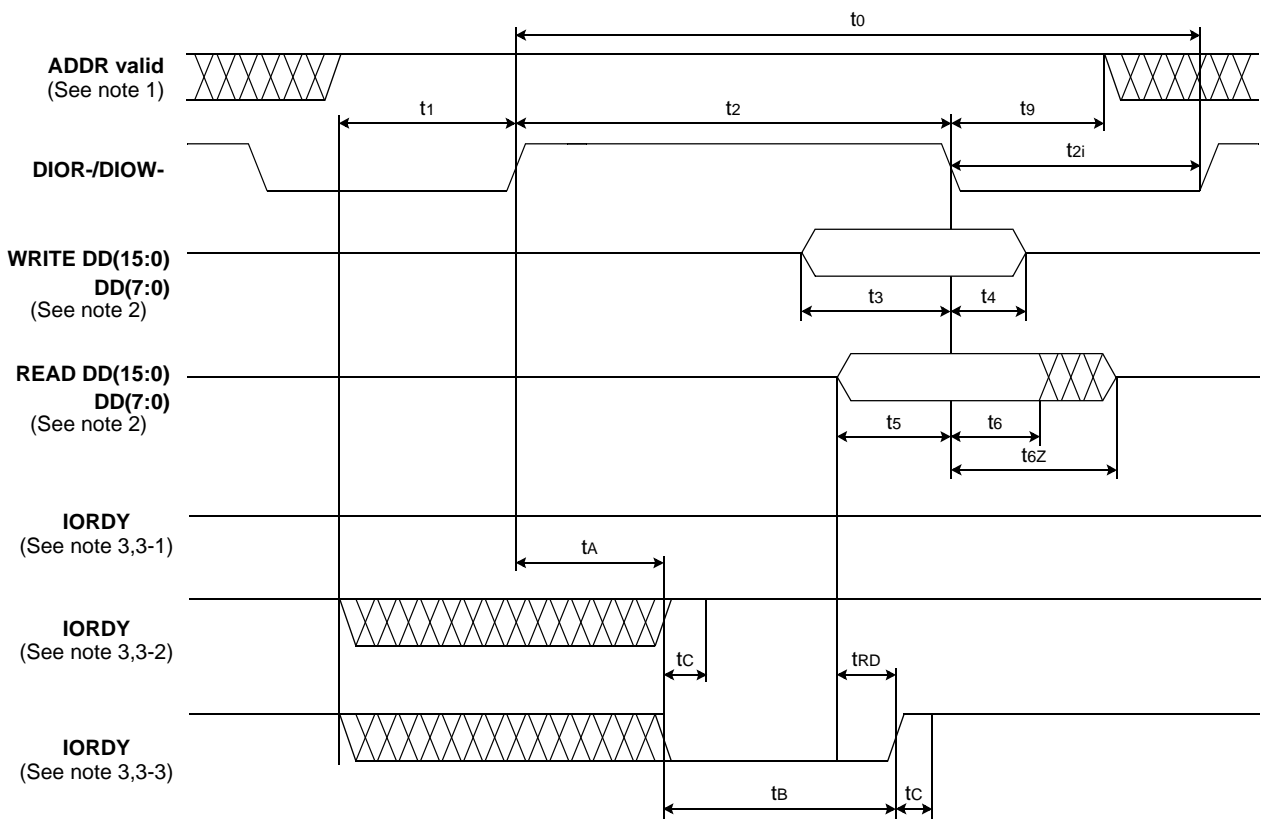 t0
ADDR valid
(See note 1)
t1 t2 t9
t2i
DIOR-/DIOW-
WRITE DD(15:0)
DD(7:0)
(See note 2)
t3 t4
READ DD(15:0)
DD(7:0)
(See note 2)
t5 t6
t6Z
IORDY
(See note 3,3-1)
tA
IORDY
(See note 3,3-2)
tC tRD
IORDY
(See note 3,3-3)
tB tC